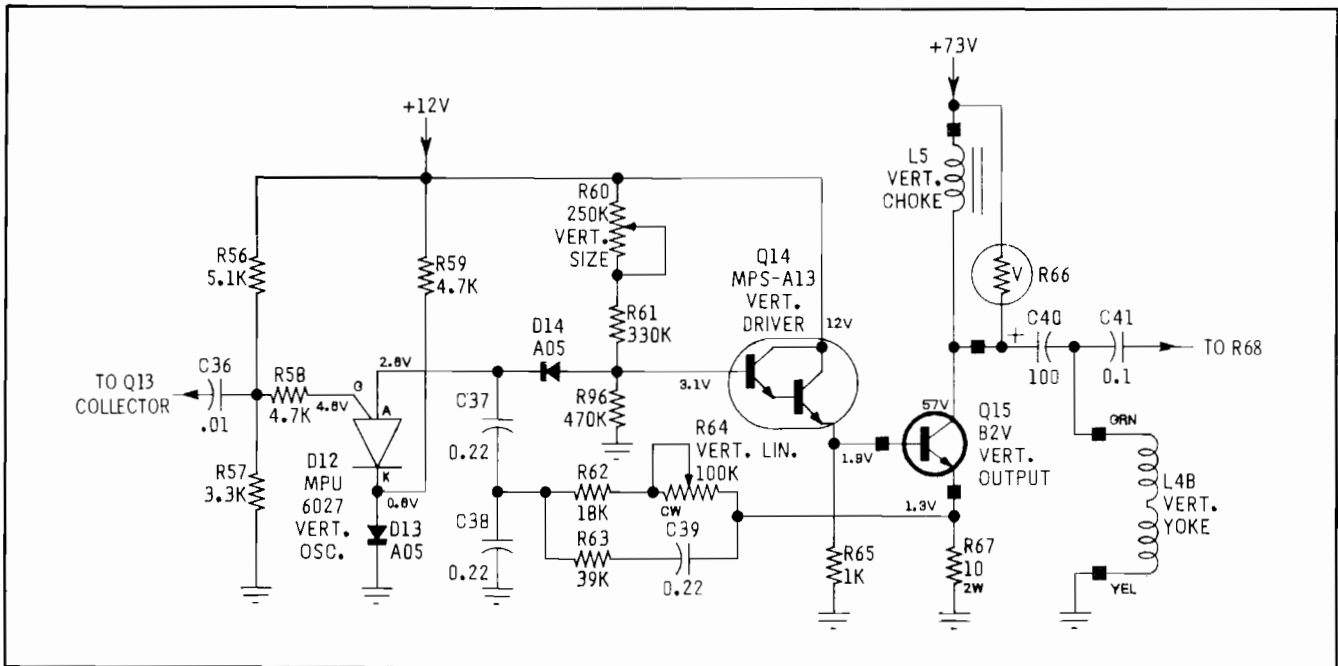 +73V
+12V
L5
VERT.
CHOKE
R60
250K
VERT.
SIZE
R56
5.1K
R59
4.7K
Q14
MPS-A13
VERT.
DRIVER
V
R66
R61
330K
D14
A05
12V
C40
+
100
C41
0.1
TO R68
C36
.01
TO Q13
COLLECTOR
R58
4.7K
4.8V
G
2.8V
A
K
D12
MPU
6027
VERT.
OSC.
3.1V
C37
0.22
R96
470K
R64
VERT. LIN.
100K
CW
57V
Q15
B2V
VERT.
OUTPUT
1.9V
GRN
L4B
VERT.
YOKE
YEL
R57
3.3K
0.8V
D13
A05
C38
0.22
R62
18K
R63
39K
C39
0.22
1.3V
R65
1K
R67
10
2W